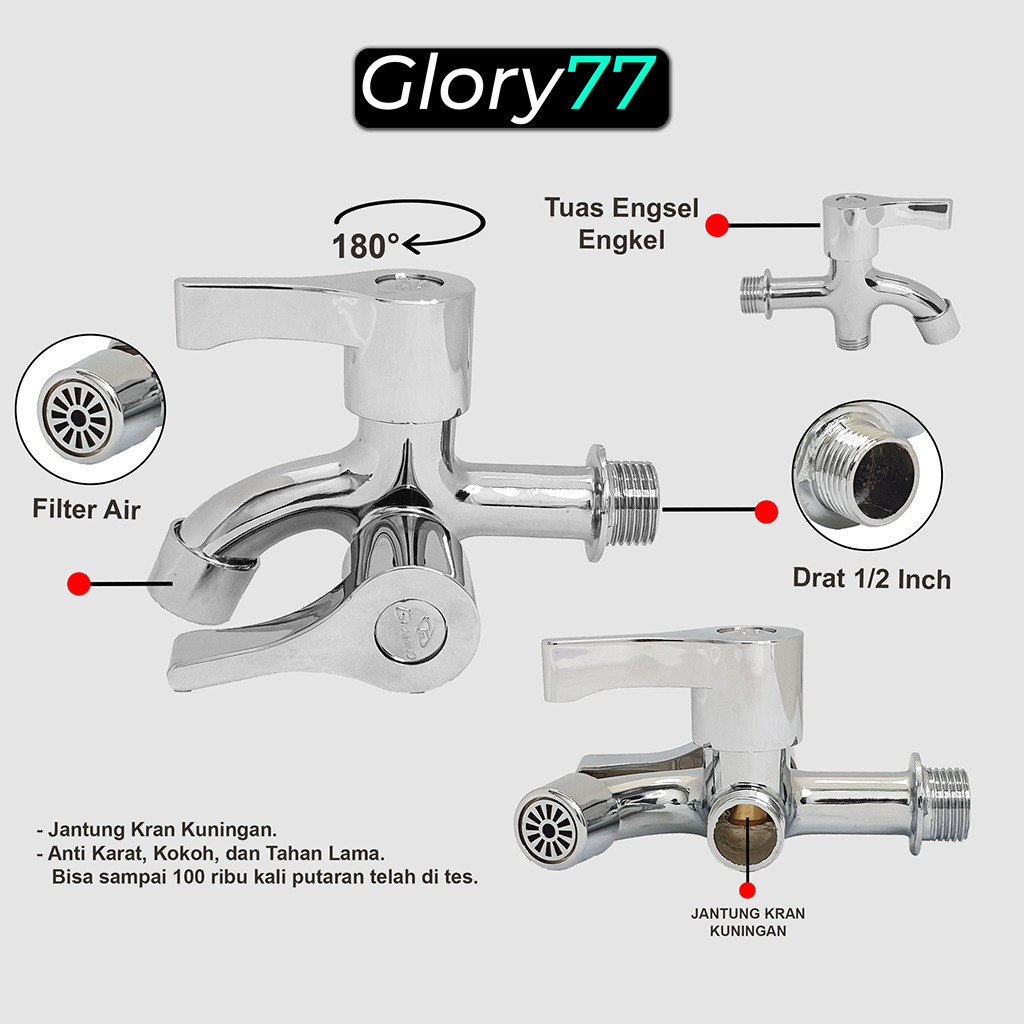 Glory77
180°
Tuas Engsel
Engkel
Filter Air
Drat 1/2 Inch
- Jantung Kran Kuningan.
- Anti Karat, Kokoh, dan Tahan Lama.
Bisa sampai 100 ribu kali putaran telah di tes.
JANTUNG KRAN
KUNINGAN